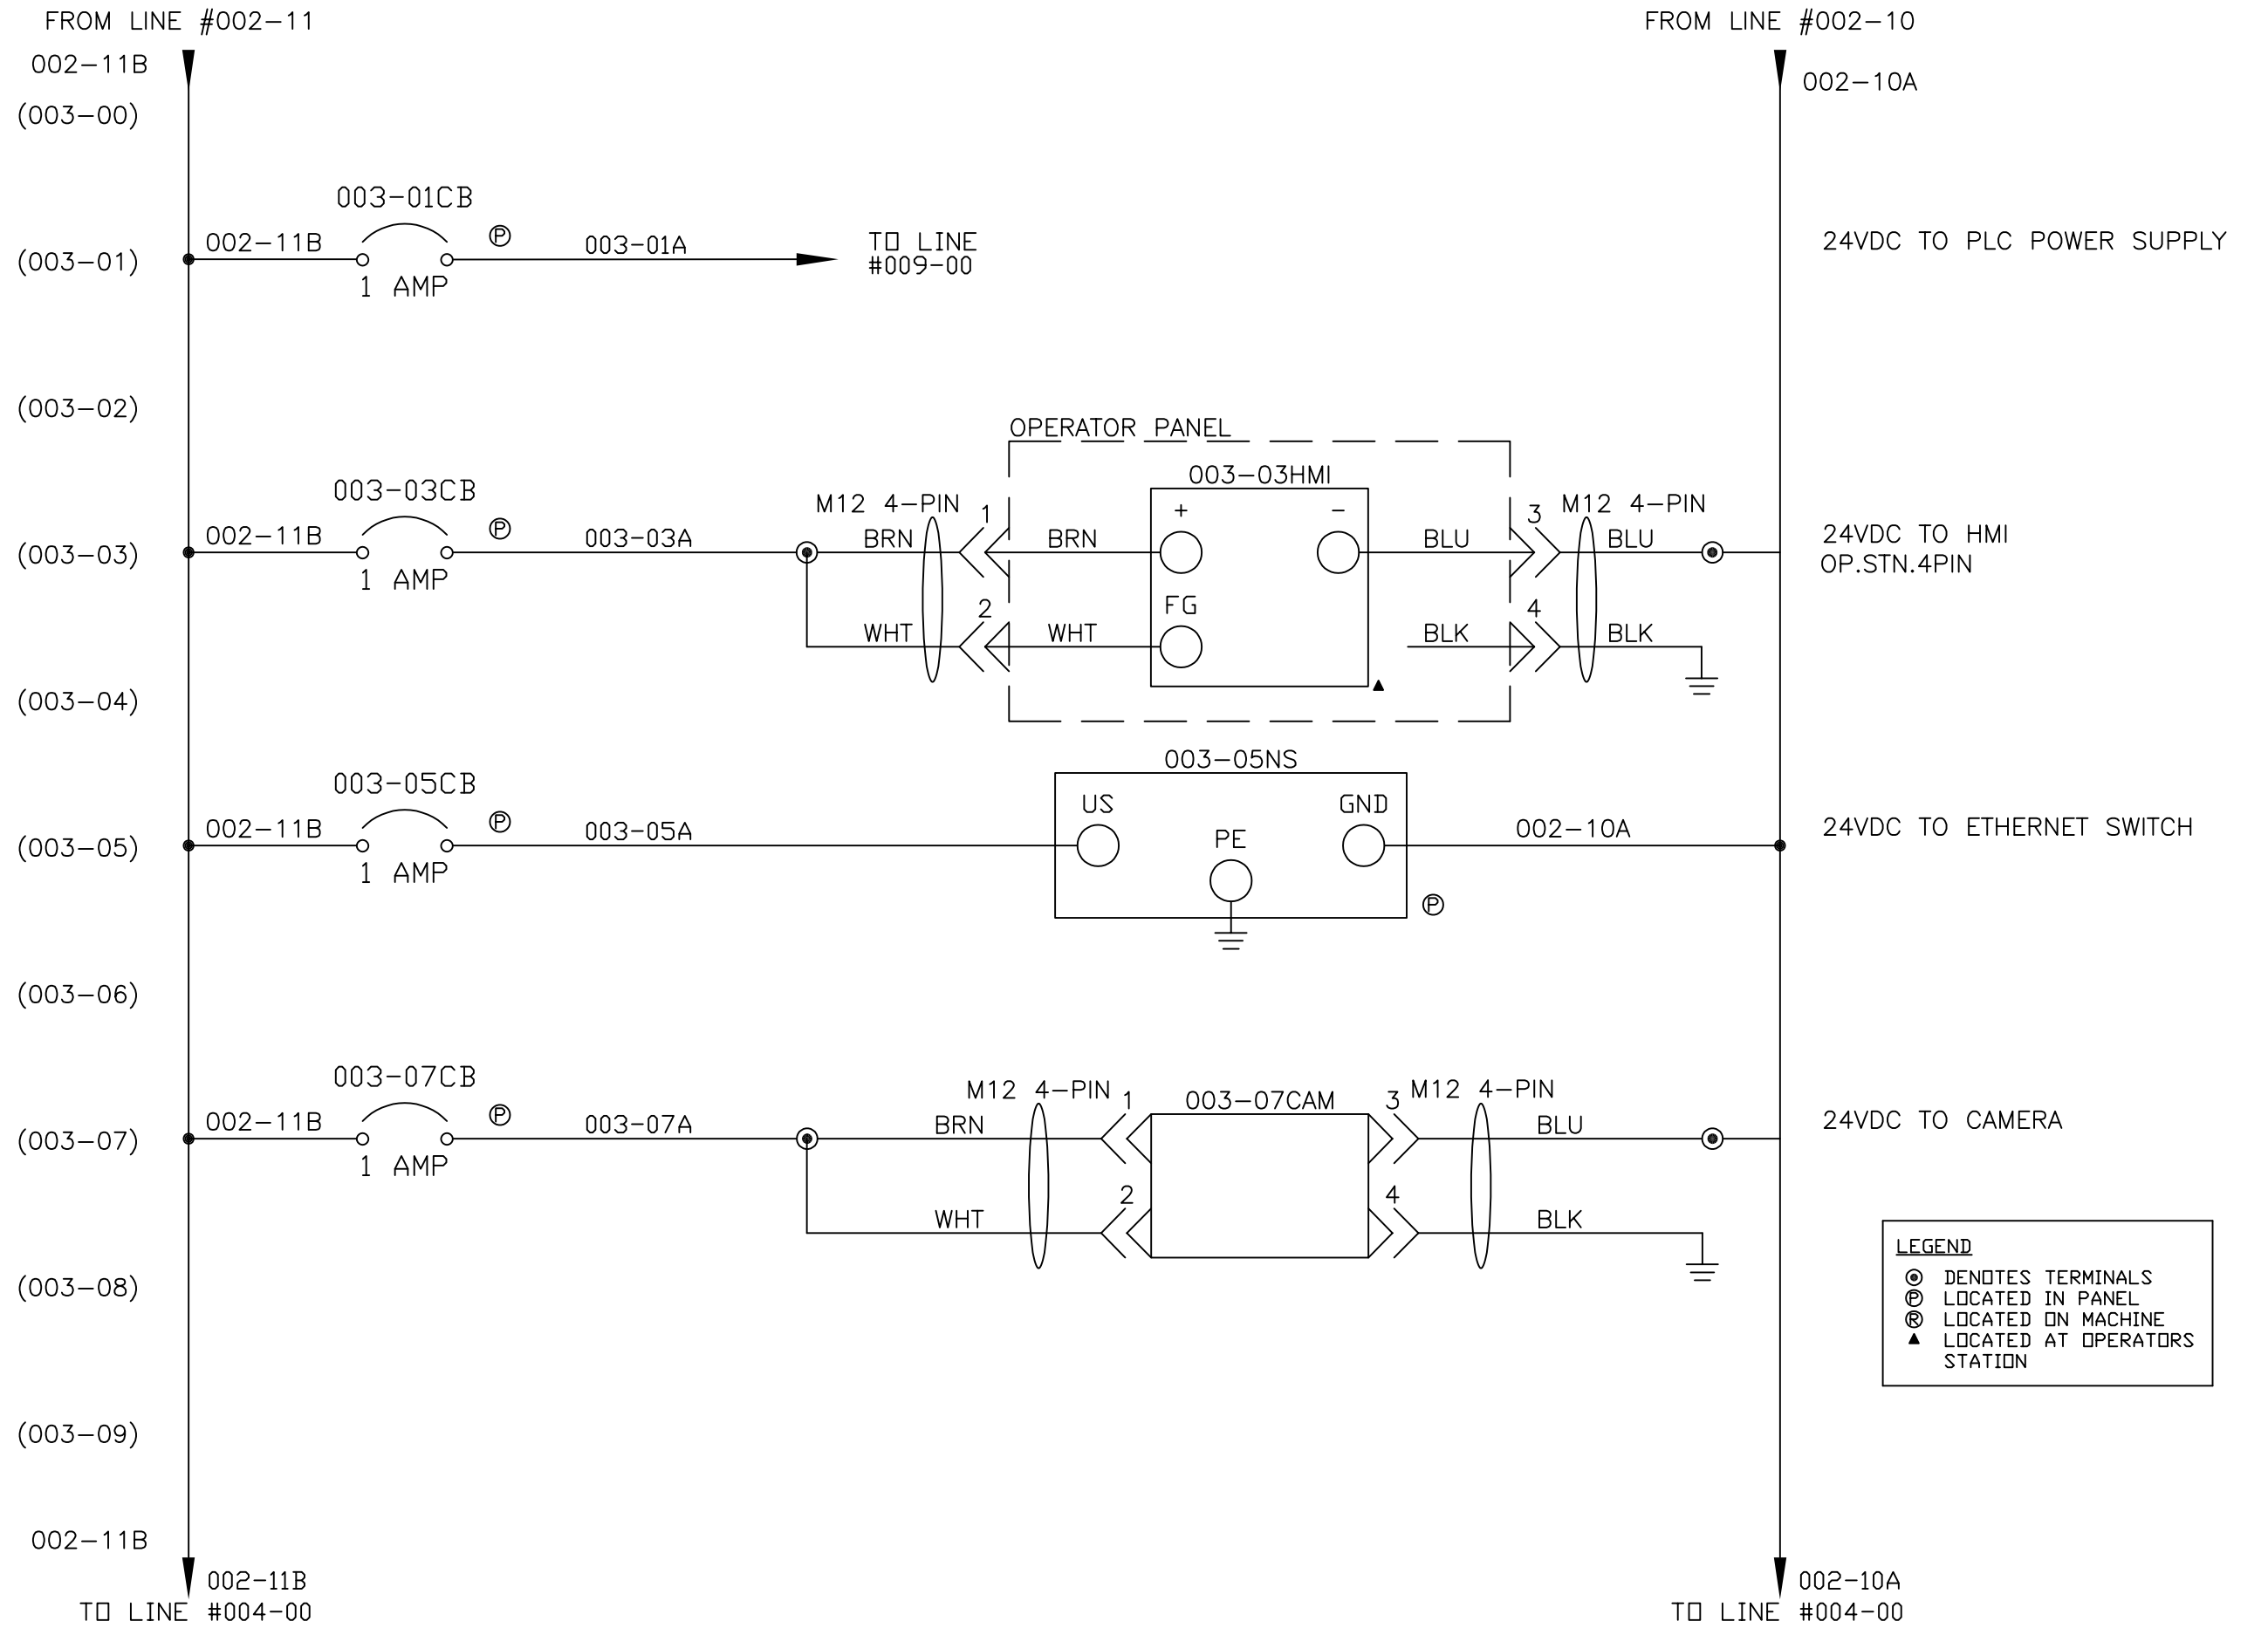 FROM LINE #002-11
FROM LINE #002-10
002-11B
002-10A
(003-00)
003-01CB
(003-01)
002-11B
P
1 AMP
003-01A
TO LINE
#009-00
24VDC TO PLC POWER SUPPLY
(003-02)
OPERATOR PANEL
003-03HMI
003-03CB
(003-03)
002-11B
P
1 AMP
003-03A
M12 4-PIN
BRN
1
BRN
+
-
BLU
3
M12 4-PIN
BLU
24VDC TO HMI
OP.STN.4PIN
WHT
2
WHT
FG
BLK
4
BLK
(003-04)
003-05NS
003-05CB
(003-05)
002-11B
P
1 AMP
003-05A
US
PE
GND
002-10A
P
24VDC TO ETHERNET SWITCH
(003-06)
003-07CB
(003-07)
002-11B
P
1 AMP
003-07A
M12 4-PIN
BRN
1
003-07CAM
3
M12 4-PIN
BLU
24VDC TO CAMERA
WHT
2
4
BLK
(003-08)
LEGEND
DENOTES TERMINALS
P LOCATED IN PANEL
R LOCATED ON MACHINE
▲ LOCATED AT OPERATORS
STATION
(003-09)
002-11B
002-11B
TO LINE #004-00
002-10A
TO LINE #004-00